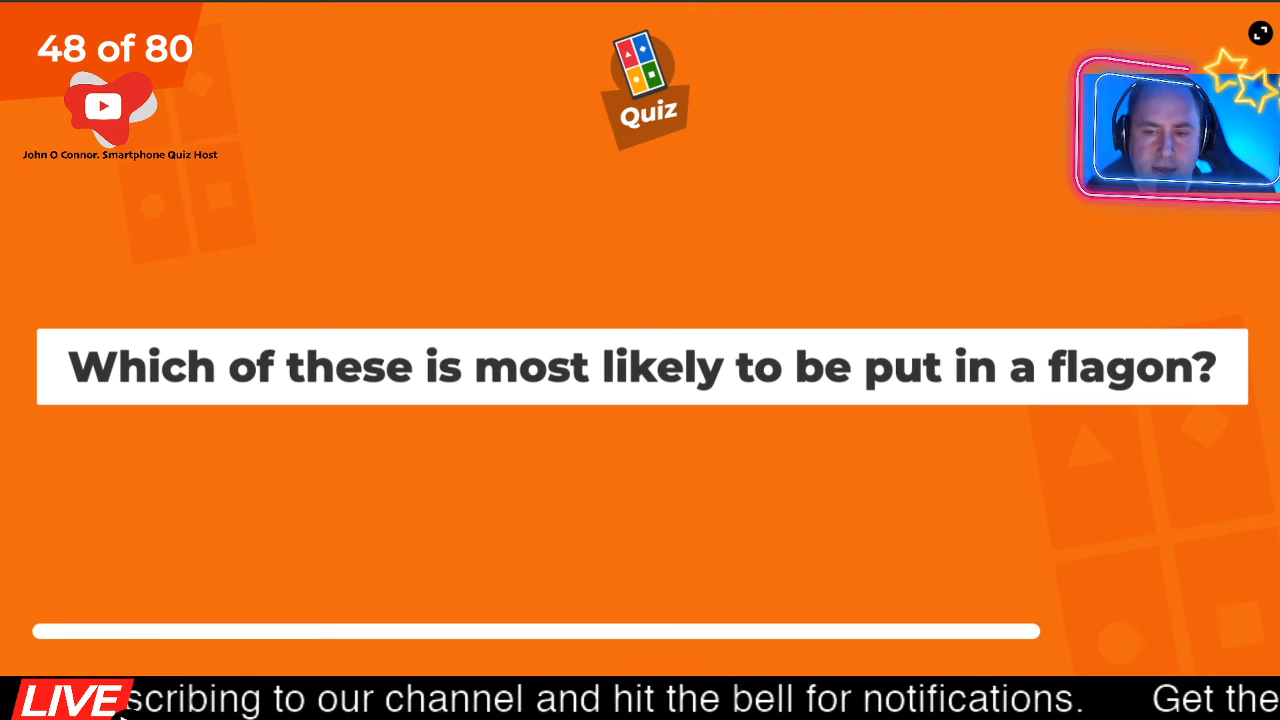 48 of 80
Quiz
John O Connor. Smartphone Quiz Host
Which of these is most likely to be put in a flagon?
LIVE
scribing to our channel and hit the bell for notifications. Get the